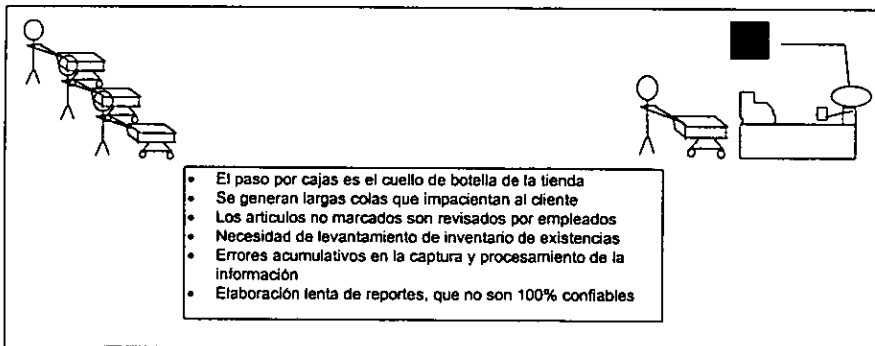 • El paso por cajas es el cuello de botella de la tienda
• Se generan largas colas que impacientan al cliente
• Los articulos no marcados son revisados por empleados
• Necesidad de levantamiento de inventario de existencias
• Errores acumulativos en la captura y procesamiento de la
información
• Elaboración lenta de reportes, que no son 100% confiables